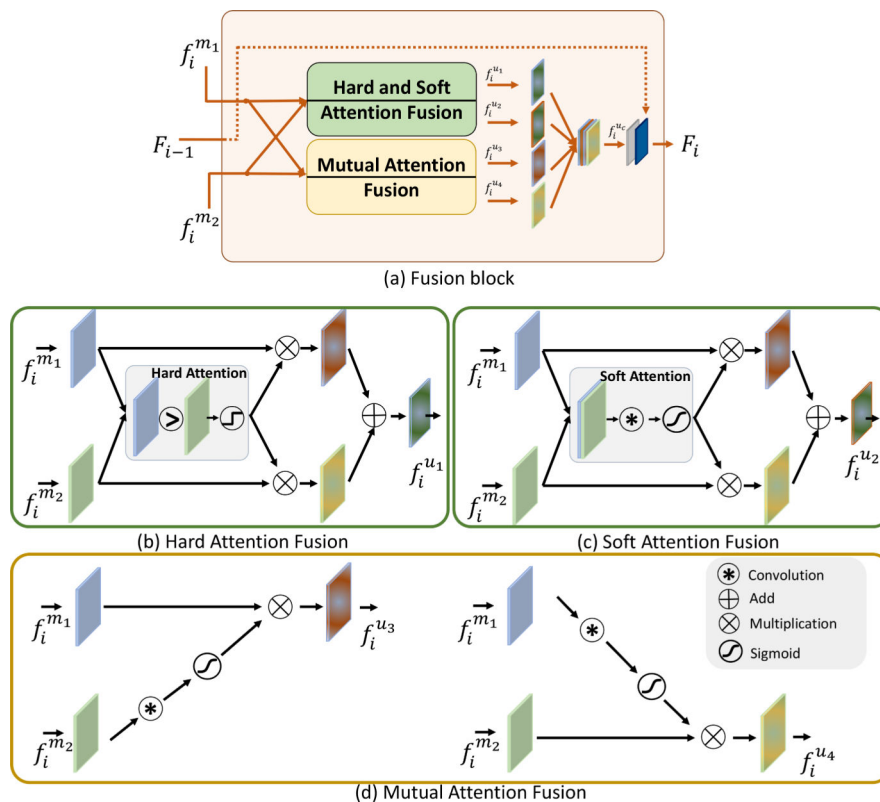 f_i^{m_1}
F_{i-1}
f_i^{m_2}
Hard and Soft
Attention Fusion
Mutual Attention
Fusion
f_i^{u_1}
f_i^{u_2}
f_i^{u_3}
f_i^{u_4}
f_i^{u_c}
F_i
(a) Fusion block
f_i^{m_1}
Hard Attention
>
f_i^{m_2}
f_i^{u_1}
(b) Hard Attention Fusion
f_i^{m_1}
Soft Attention
*
f_i^{m_2}
f_i^{u_2}
(c) Soft Attention Fusion
f_i^{m_1}
f_i^{u_3}
*
f_i^{m_2}
f_i^{m_1}
*
f_i^{m_2}
f_i^{u_4}
* Convolution
Add
Multiplication
Sigmoid
(d) Mutual Attention Fusion